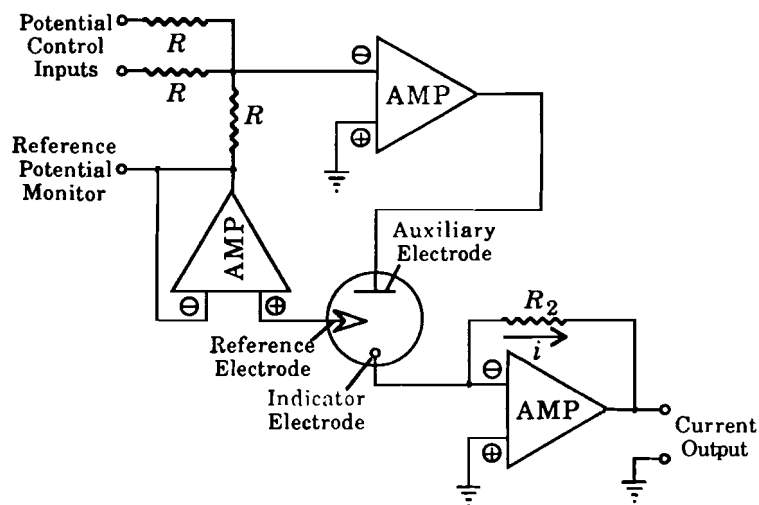 Potential
Control
Inputs
R
R
R
⊖
AMP
⊕
Reference
Potential
Monitor
AMP
⊖
⊕
Auxiliary
Electrode
Reference
Electrode
Indicator
Electrode
R₂
i
⊖
AMP
⊕
Current
Output